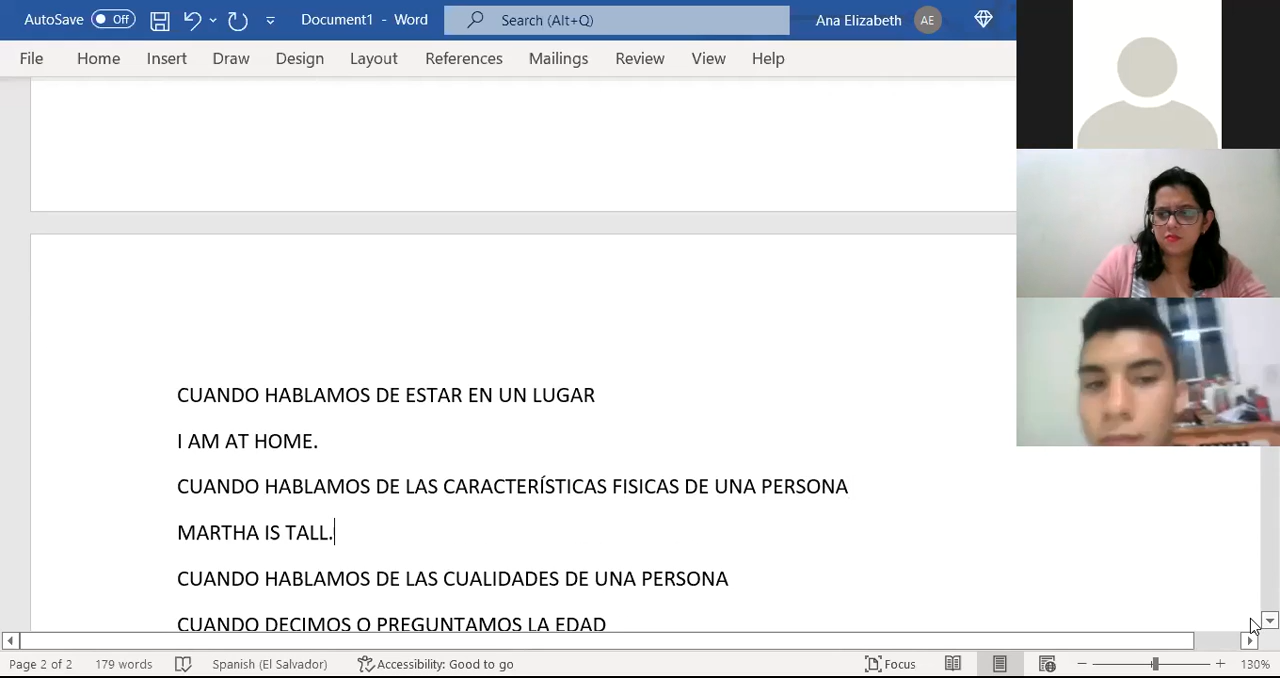 AutoSave Off Document1 - Word Search (Alt+Q) Ana Elizabeth AE
File Home Insert Draw Design Layout References Mailings Review View Help
CUANDO HABLAMOS DE ESTAR EN UN LUGAR
I AM AT HOME.
CUANDO HABLAMOS DE LAS CARACTERÍSTICAS FISICAS DE UNA PERSONA
MARTHA IS TALL.
CUANDO HABLAMOS DE LAS CUALIDADES DE UNA PERSONA
CUANDO DECIMOS O PREGUNTAMOS LA EDAD
Page 2 of 2 179 words Spanish (El Salvador) Accessibility: Good to go Focus 130%